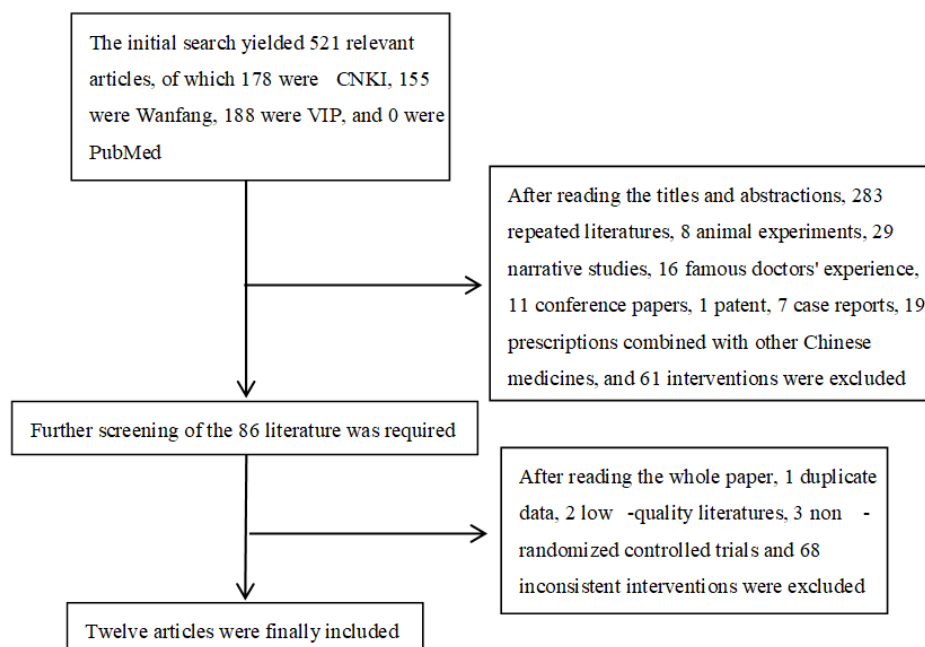 The initial search yielded 521 relevant
articles, of which 178 were CNKI, 155
were Wanfang, 188 were VIP, and 0 were
PubMed
After reading the titles and abstractions, 283
repeated literatures, 8 animal experiments, 29
narrative studies, 16 famous doctors' experience,
11 conference papers, 1 patent, 7 case reports, 19
prescriptions combined with other Chinese
medicines, and 61 interventions were excluded
Further screening of the 86 literature was required
After reading the whole paper, 1 duplicate
data, 2 low -quality literatures, 3 non -
randomized controlled trials and 68
inconsistent interventions were excluded
Twelve articles were finally included